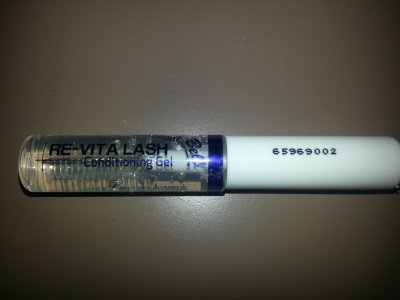 RE-VITA LASH
Conditioning Gel
65969002